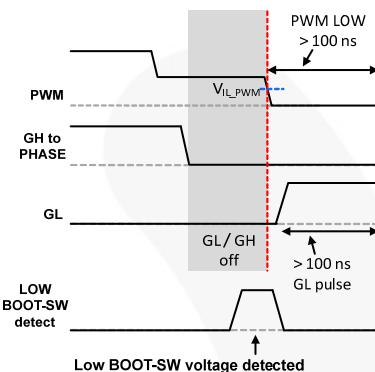 PWM LOW
> 100 ns
V_IL_PWM
PWM
GH to
PHASE
GL
GL / GH
off
> 100 ns
GL pulse
LOW
BOOT-SW
detect
Low BOOT-SW voltage detected